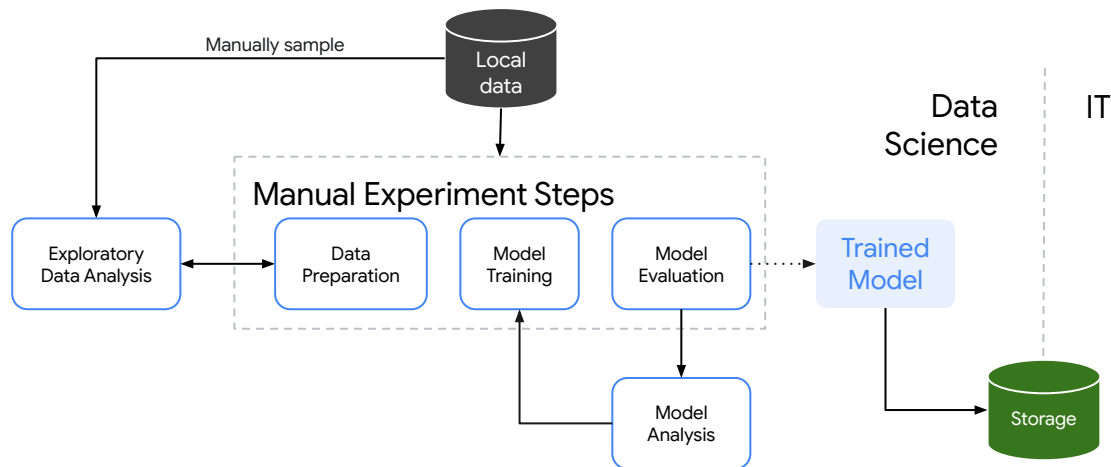 Manually sample
Local
data
Data
Science
IT
Manual Experiment Steps
Exploratory
Data Analysis
Data
Preparation
Model
Training
Model
Evaluation
Trained
Model
Model
Analysis
Storage